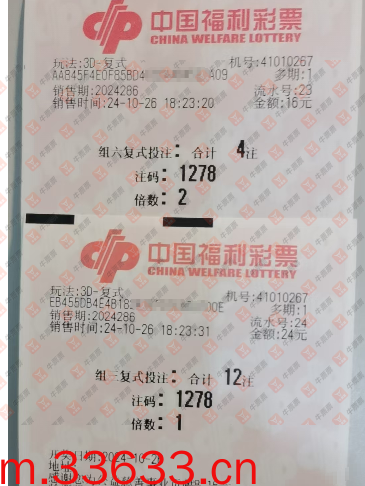 中国福利彩票
CHINA WELFARE LOTTERY
玩法:3D-复式 机号:41010267
AAB45F4E0F85BD4 A09 多期:1
销售期:2024286 流水号:23
销售时间:24-10-26 18:23:20 金额:16元
组六复式投注: 合计 4注
注码: 1278
倍数: 2
中国福利彩票
CHINA WELFARE LOTTERY
玩法:3D-复式 机号:41010267
EB455DB4E4B18 00E 多期:1
销售期:2024286 流水号:24
销售时间:24-10-26 18:23:31 金额:24元
组三复式投注: 合计 12注
注码: 1278
倍数: 1
m.33633.cn